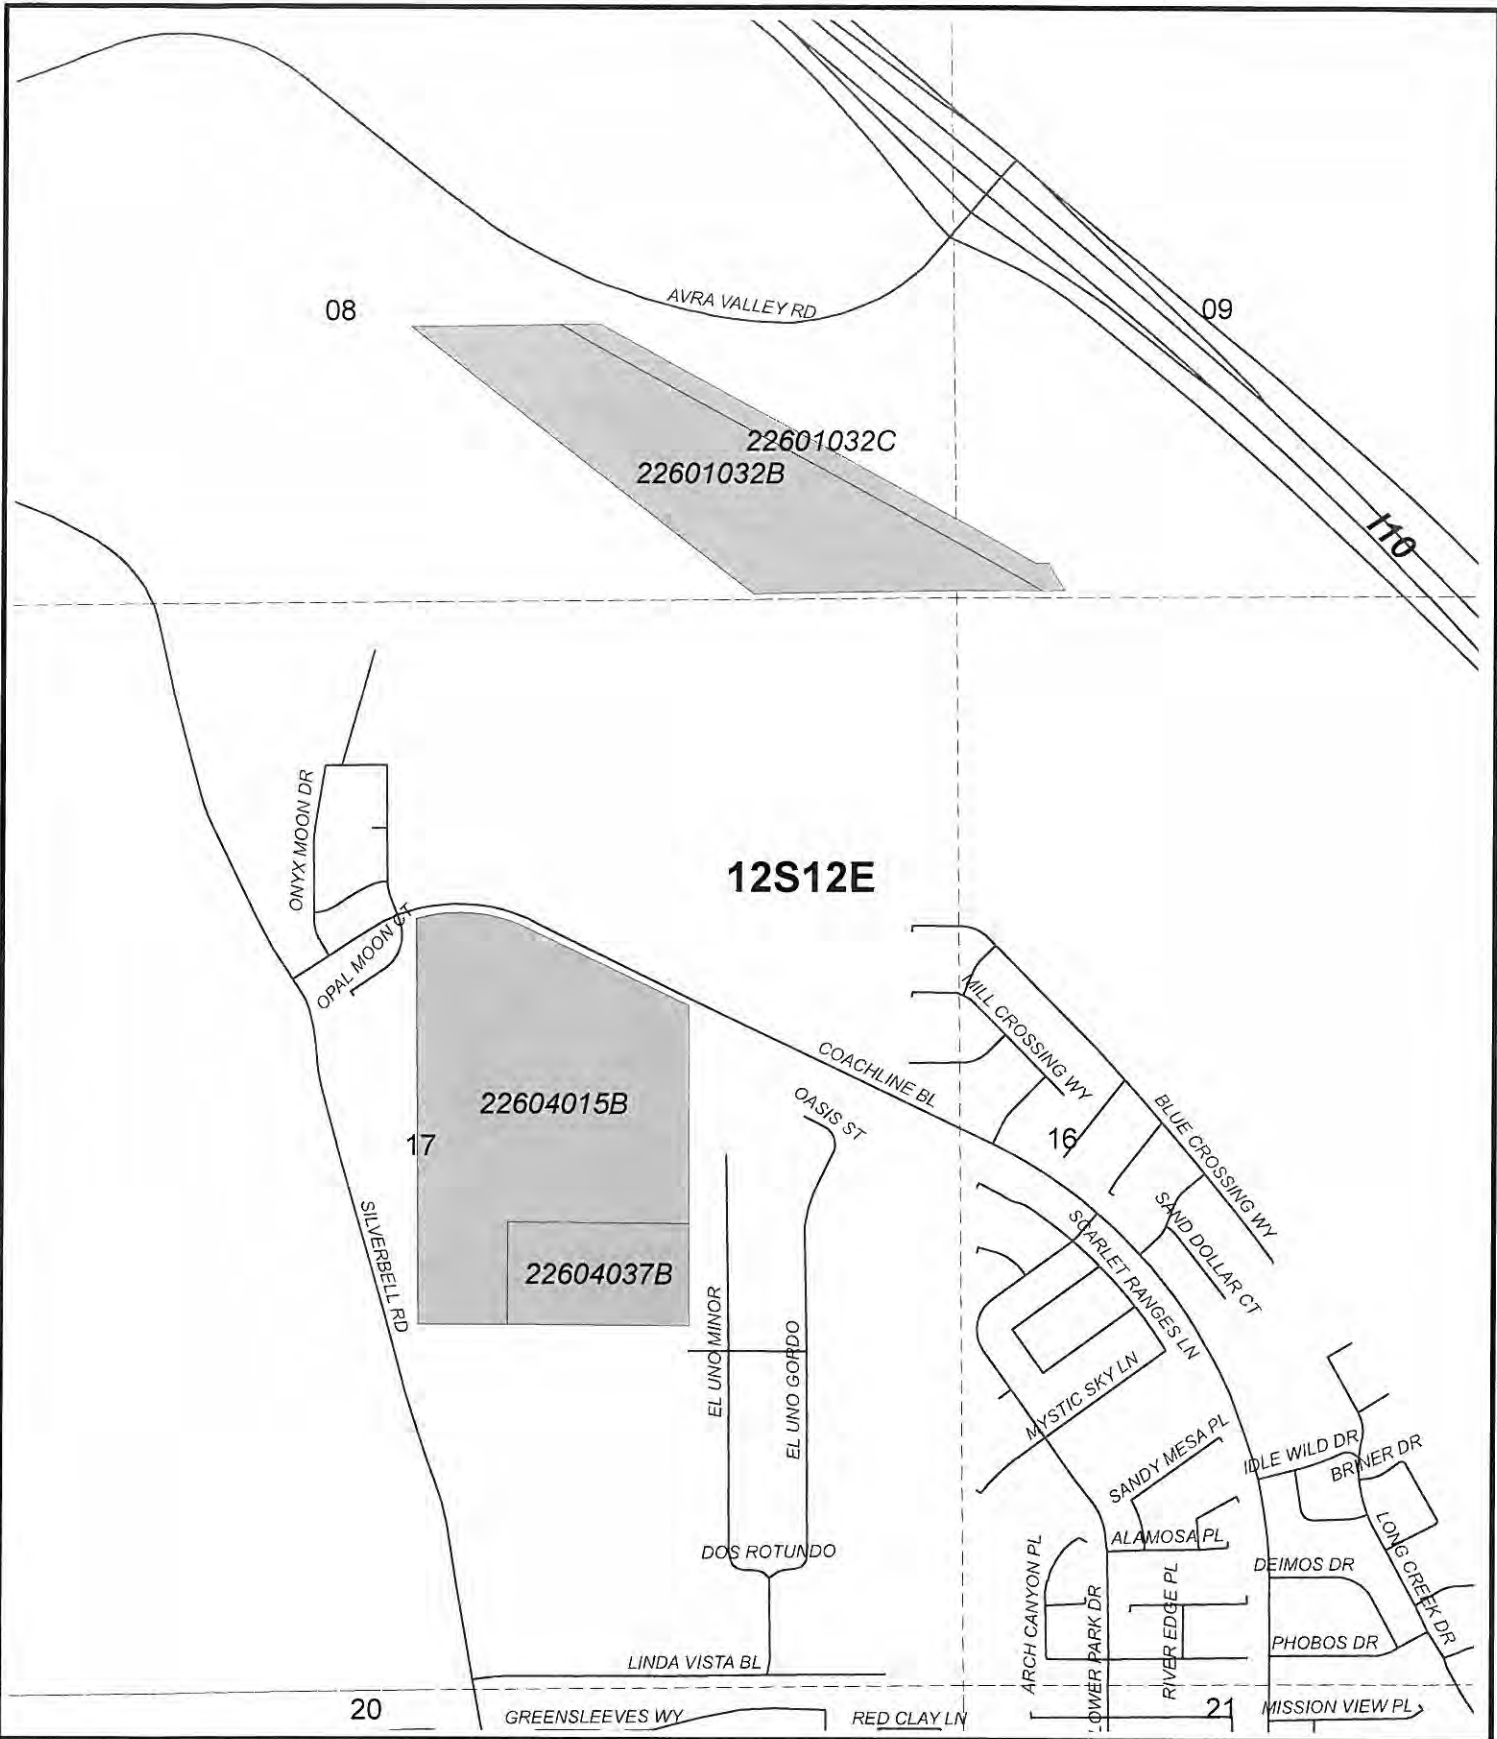 AVRA VALLEY RD
08
09
22601032C
22601032B
I10
ONYX MOON DR
12S12E
OPAL MOON CT
MILL CROSSING WY
COACHLINE BL
22604015B
OASIS ST
BLUE CROSSING WY
16
17
SILVERBELL RD
SAND DOLLAR CT
SCARLET RANGES LN
22604037B
EL UNO MINOR
EL UNO GORDO
MYSTIC SKY LN
SANDY MESA PL
IDLE WILD DR
BRINER DR
ALAMOSA PL
LONG CREEK DR
DOS ROTUNDO
DEIMOS DR
ARCH CANYON PL
LOWER PARK DR
RIVER EDGE PL
PHOBOS DR
LINDA VISTA BL
20
21
MISSION VIEW PL
GREENSLEEVES WY
RED CLAY LN